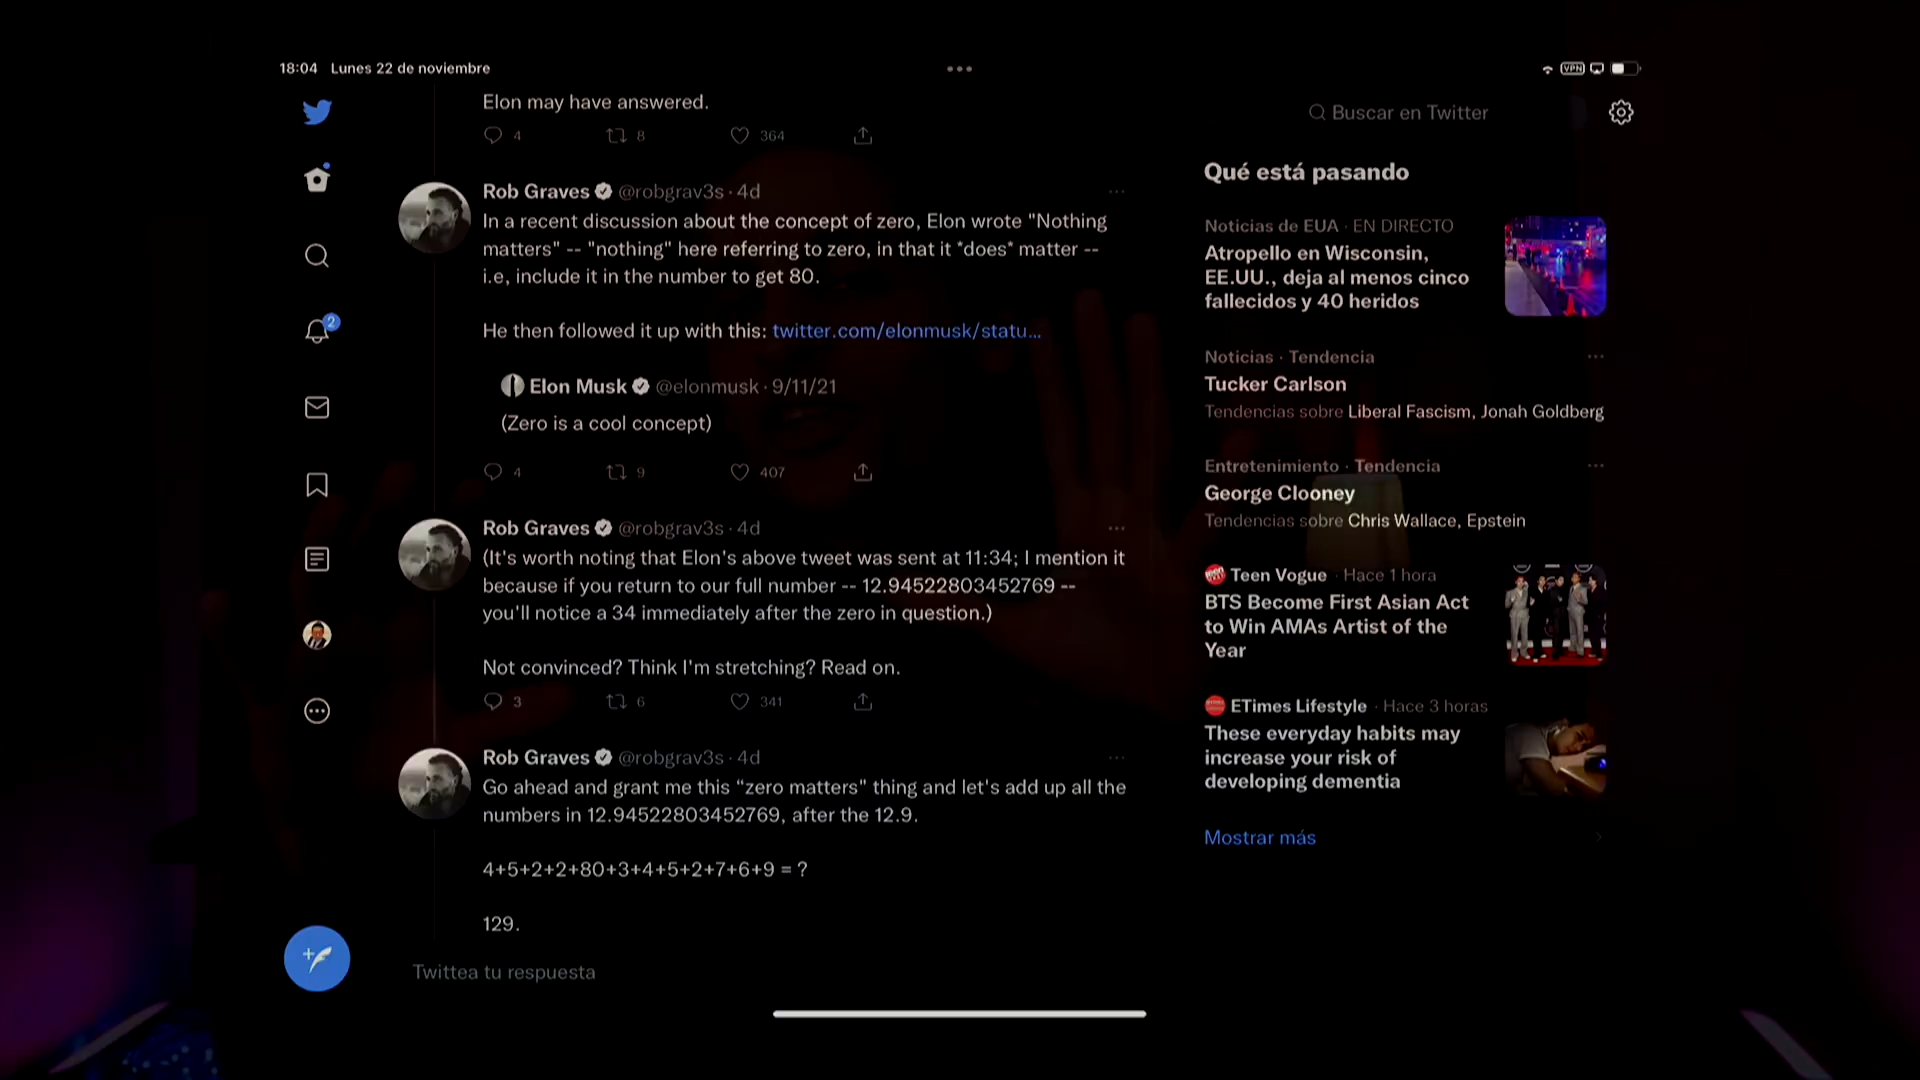 18:04 Lunes 22 de noviembre
VPN
Elon may have answered.
4 8 364
Rob Graves @robgrav3s · 4d
In a recent discussion about the concept of zero, Elon wrote "Nothing
matters" -- "nothing" here referring to zero, in that it *does* matter --
i.e, include it in the number to get 80.
He then followed it up with this: twitter.com/elonmusk/statu...
Elon Musk @elonmusk · 9/11/21
(Zero is a cool concept)
4 9 407
Rob Graves @robgrav3s · 4d
(It's worth noting that Elon's above tweet was sent at 11:34; I mention it
because if you return to our full number -- 12.94522803452769 --
you'll notice a 34 immediately after the zero in question.)
Not convinced? Think I'm stretching? Read on.
3 6 341
Rob Graves @robgrav3s · 4d
Go ahead and grant me this "zero matters" thing and let's add up all the
numbers in 12.94522803452769, after the 12.9.
4+5+2+2+80+3+4+5+2+7+6+9 = ?
129.
Twittea tu respuesta
2
Buscar en Twitter
Qué está pasando
Noticias de EUA · EN DIRECTO
Atropello en Wisconsin,
EE.UU., deja al menos cinco
fallecidos y 40 heridos
Noticias · Tendencia
Tucker Carlson
Tendencias sobre Liberal Fascism, Jonah Goldberg
Entretenimiento · Tendencia
George Clooney
Tendencias sobre Chris Wallace, Epstein
Teen Vogue · Hace 1 hora
BTS Become First Asian Act
to Win AMAs Artist of the
Year
ETimes Lifestyle · Hace 3 horas
These everyday habits may
increase your risk of
developing dementia
Mostrar más